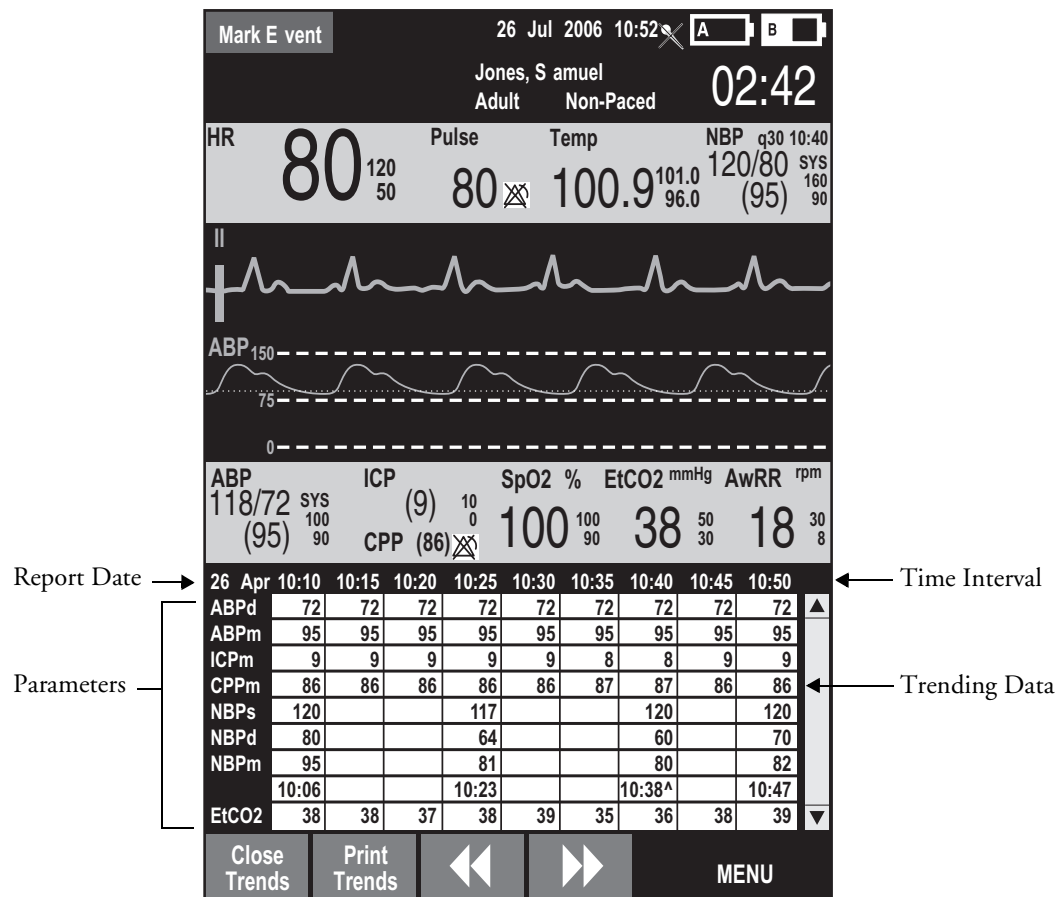 Mark E vent
26 Jul 2006 10:52
A
B
Jones, S amuel
Adult Non-Paced
02:42
HR
80
120
50
Pulse
80
Temp
100.9
101.0
96.0
NBP q30 10:40
120/80
(95)
SYS
160
90
II
ABP
150
75
0
ABP
118/72
(95)
SYS
100
90
ICP
(9)
10
0
CPP (86)
SpO2 %
100
100
90
EtCO2 mmHg
38
50
30
AwRR rpm
18
30
8
Report Date
26 Apr 10:10 10:15 10:20 10:25 10:30 10:35 10:40 10:45 10:50
Time Interval
ABPd 72 72 72 72 72 72 72 72 72
ABPm 95 95 95 95 95 95 95 95 95
ICPm 9 9 9 9 9 8 8 9 9
Parameters
CPPm 86 86 86 86 86 87 87 86 86
Trending Data
NBPs 120 117 120 120
NBPd 80 64 60 70
NBPm 95 81 80 82
10:06 10:23 10:38^ 10:47
EtCO2 38 38 37 38 39 35 36 38 39
Close
Trends
Print
Trends
MENU